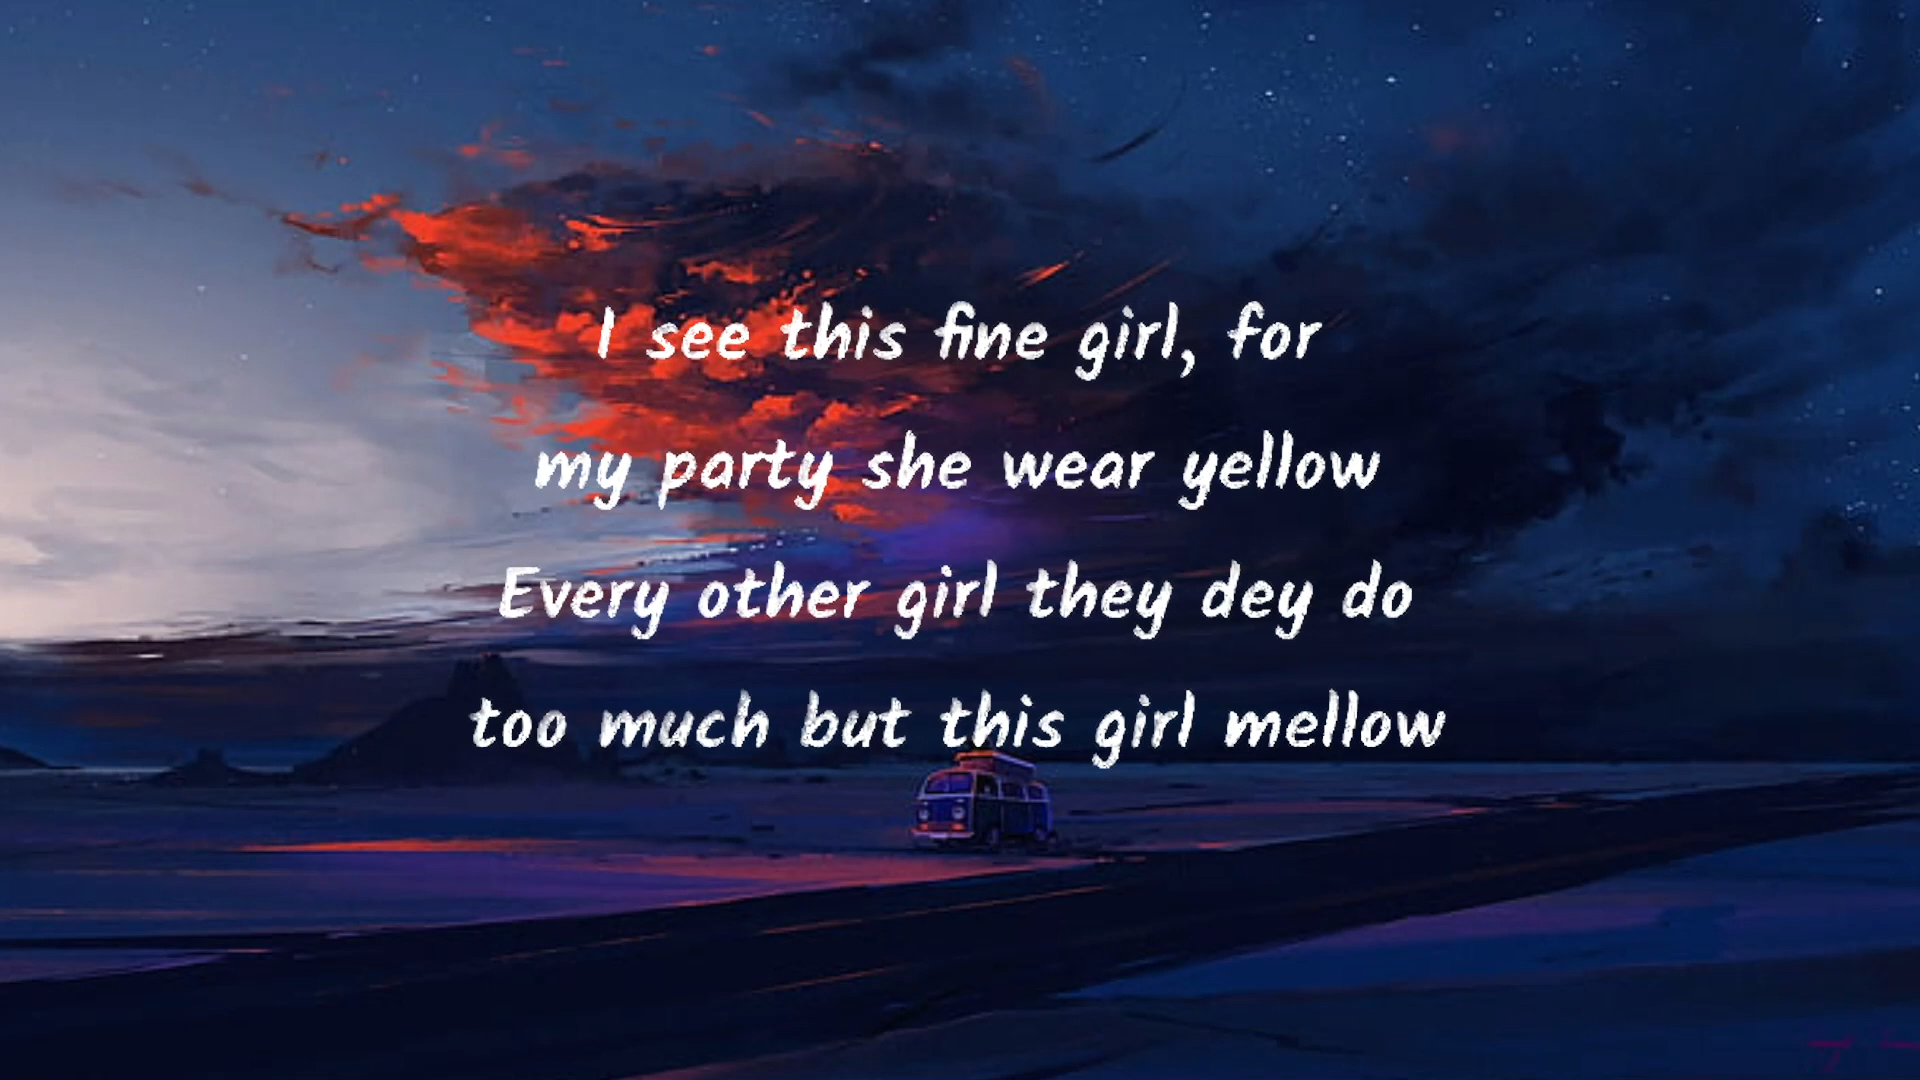 I see this fine girl, for
my party she wear yellow
Every other girl they dey do
too much but this girl mellow